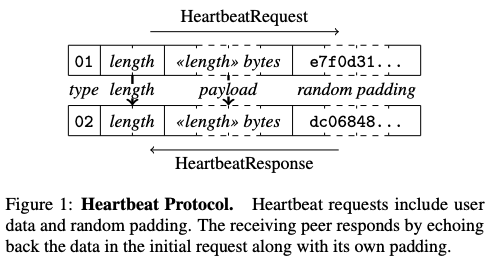 HeartbeatRequest
01 length «length» bytes e7f0d31...
type length payload random padding
02 length «length» bytes dc06848...
HeartbeatResponse
Figure 1: Heartbeat Protocol. Heartbeat requests include user
data and random padding. The receiving peer responds by echoing
back the data in the initial request along with its own padding.